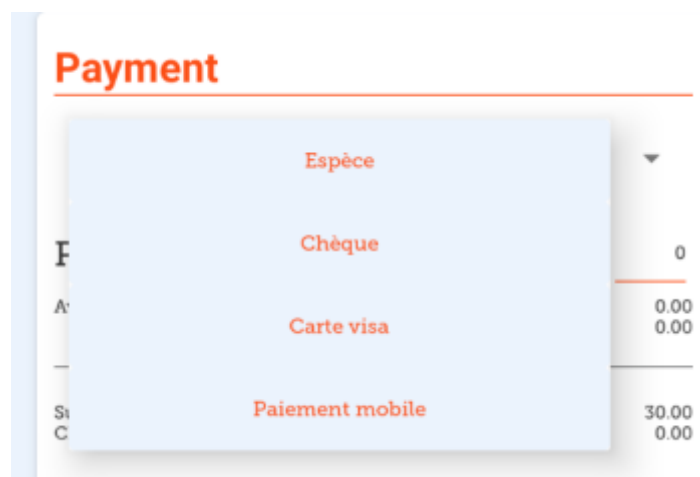 Payment
Espèce
Chèque
0
0.00
Carte visa
0.00
Paiement mobile
30.00
0.00